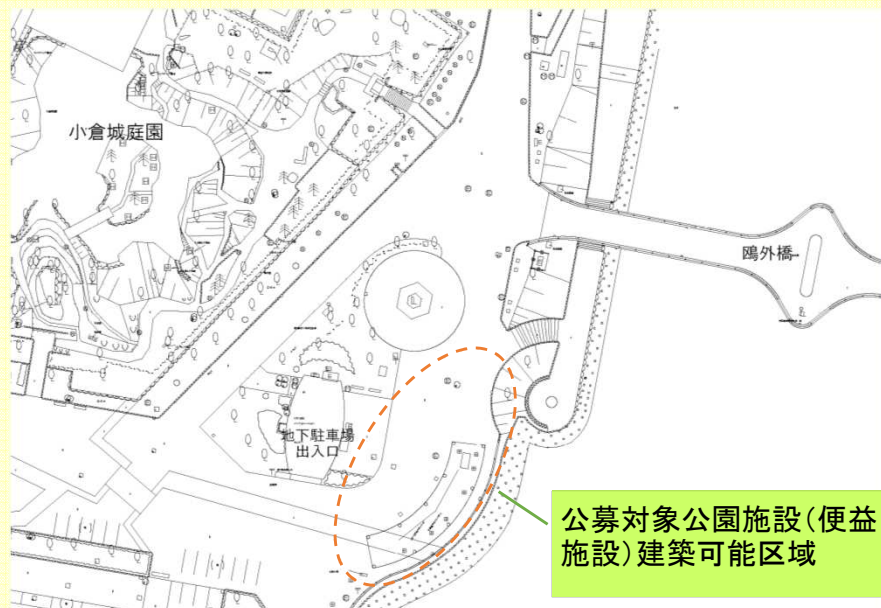 小倉城庭園
鴎外橋
地下駐車場
出入口
公募対象公園施設(便益
施設)建築可能区域